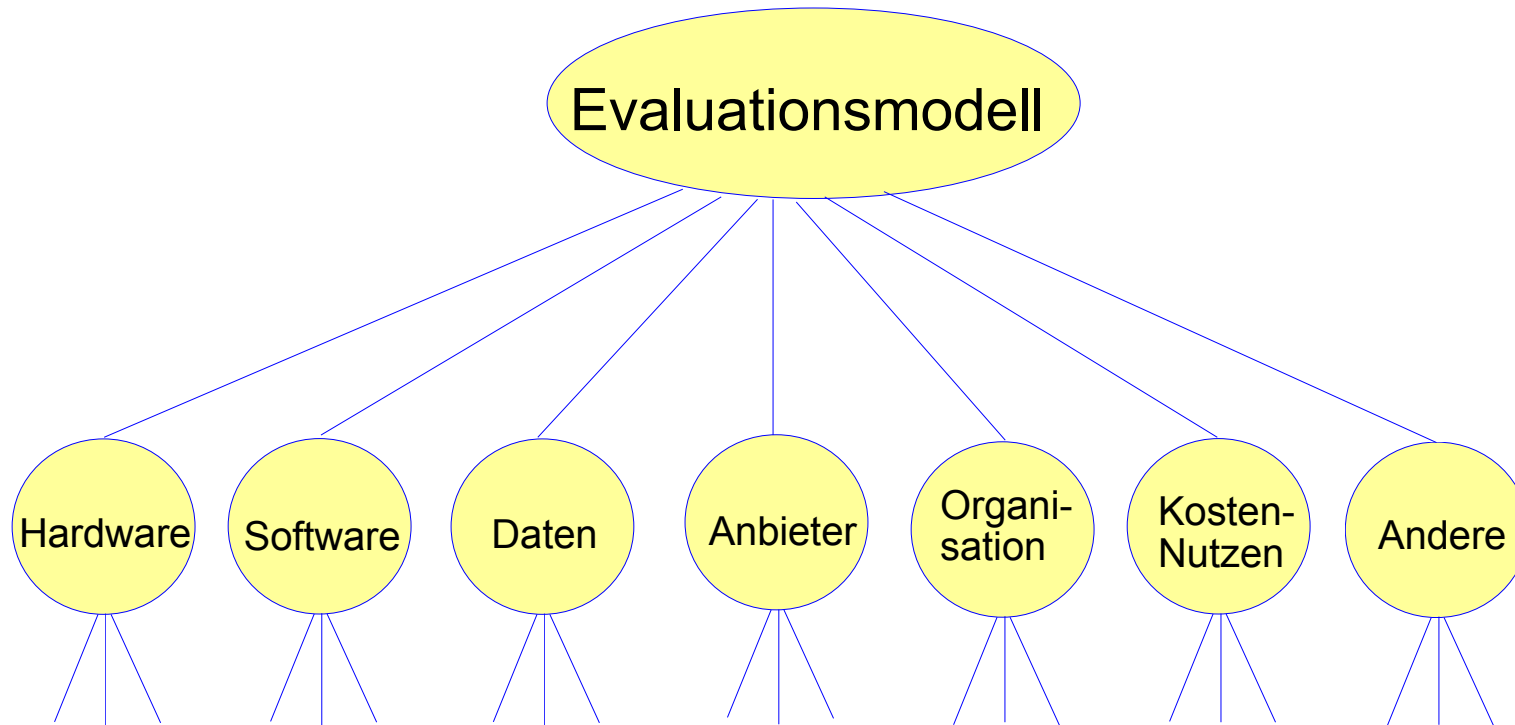 Evaluationsmodell
Hardware
Software
Daten
Anbieter
Organi-
sation
Kosten-
Nutzen
Andere